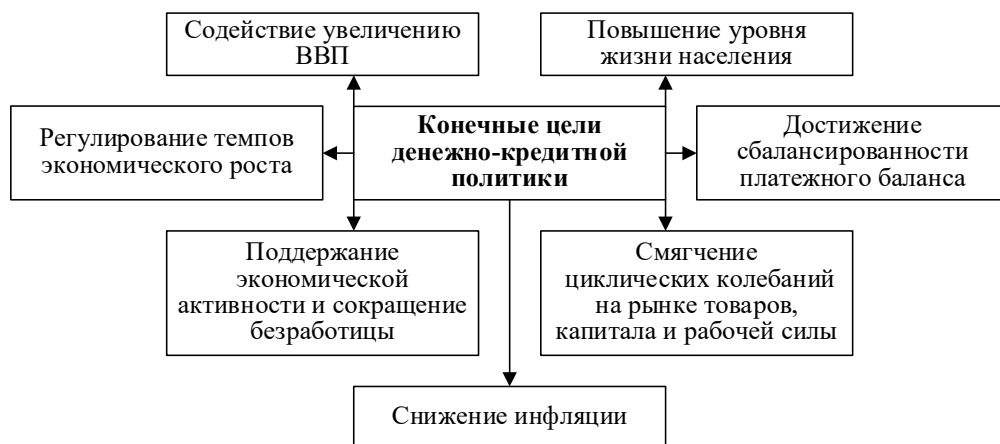 Содействие увеличению
ВВП
Повышение уровня
жизни населения
Регулирование темпов
экономического роста
Конечные цели
денежно-кредитной
политики
Достижение
сбалансированности
платежного баланса
Поддержание
экономической
активности и сокращение
безработицы
Смягчение
циклических колебаний
на рынке товаров,
капитала и рабочей силы
Снижение инфляции